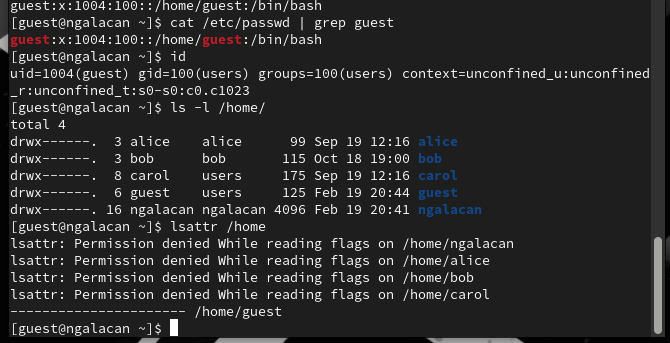 guest:x:1004:100::/home/guest:/bin/bash
[guest@ngalacan ~]$ cat /etc/passwd | grep guest
guest:x:1004:100::/home/guest:/bin/bash
[guest@ngalacan ~]$ id
uid=1004(guest) gid=100(users) groups=100(users) context=unconfined_u:unconfined
_r:unconfined_t:s0-s0:c0.c1023
[guest@ngalacan ~]$ ls -l /home/
total 4
drwx------.  3 alice    alice      99 Sep 19 12:16 alice
drwx------.  3 bob      bob       115 Oct 18 19:00 bob
drwx------.  8 carol    users     175 Sep 19 12:16 carol
drwx------.  6 guest    users     125 Feb 19 20:44 guest
drwx------. 16 ngalacan ngalacan 4096 Feb 19 20:41 ngalacan
[guest@ngalacan ~]$ lsattr /home
lsattr: Permission denied While reading flags on /home/ngalacan
lsattr: Permission denied While reading flags on /home/alice
lsattr: Permission denied While reading flags on /home/bob
lsattr: Permission denied While reading flags on /home/carol
---------------------- /home/guest
[guest@ngalacan ~]$